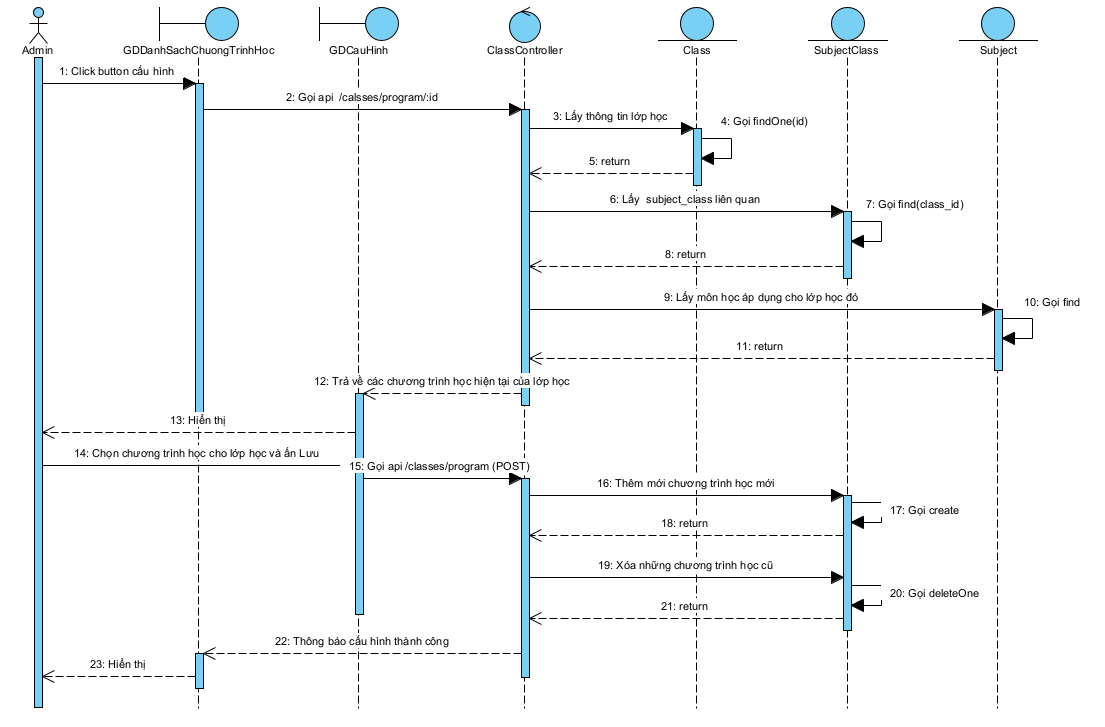 Admin
GDDanhSachChuongTrinhHoc
GDCauHinh
ClassController
Class
SubjectClass
Subject
1: Click button cấu hình
2: Gọi api /calsses/program/:id
3: Lấy thông tin lớp học
4: Gọi findOne(id)
5: return
6: Lấy subject_class liên quan
7: Gọi find(class_id)
8: return
9: Lấy môn học áp dụng cho lớp học đó
10: Gọi find
11: return
12: Trả về các chương trình học hiện tại của lớp học
13: Hiển thị
14: Chọn chương trình học cho lớp học và ấn Lưu
15: Gọi api /classes/program (POST)
16: Thêm mới chương trình học mới
17: Gọi create
18: return
19: Xóa những chương trình học cũ
20: Gọi deleteOne
21: return
22: Thông báo cấu hình thành công
23: Hiển thị